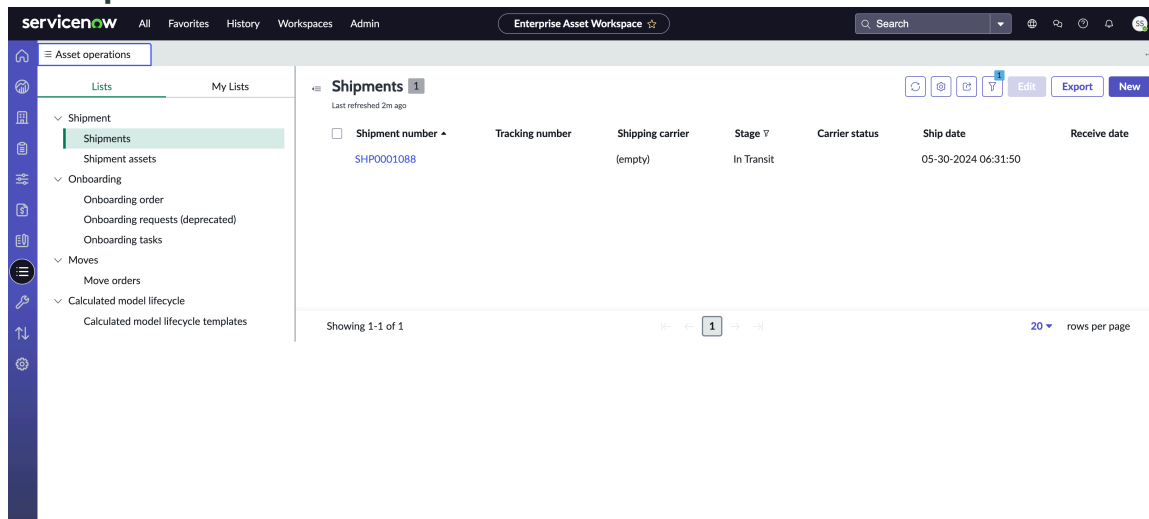 servicenow All Favorites History Workspaces Admin Enterprise Asset Workspace Search SS
Asset operations
Lists My Lists
Shipment
Shipments
Shipment assets
Onboarding
Onboarding order
Onboarding requests (deprecated)
Onboarding tasks
Moves
Move orders
Calculated model lifecycle
Calculated model lifecycle templates
Shipments 1
Last refreshed 2m ago
1 Edit Export New
Shipment number Tracking number Shipping carrier Stage Carrier status Ship date Receive date
SHP0001088 (empty) In Transit 05-30-2024 06:31:50
Showing 1-1 of 1 1 20 rows per page